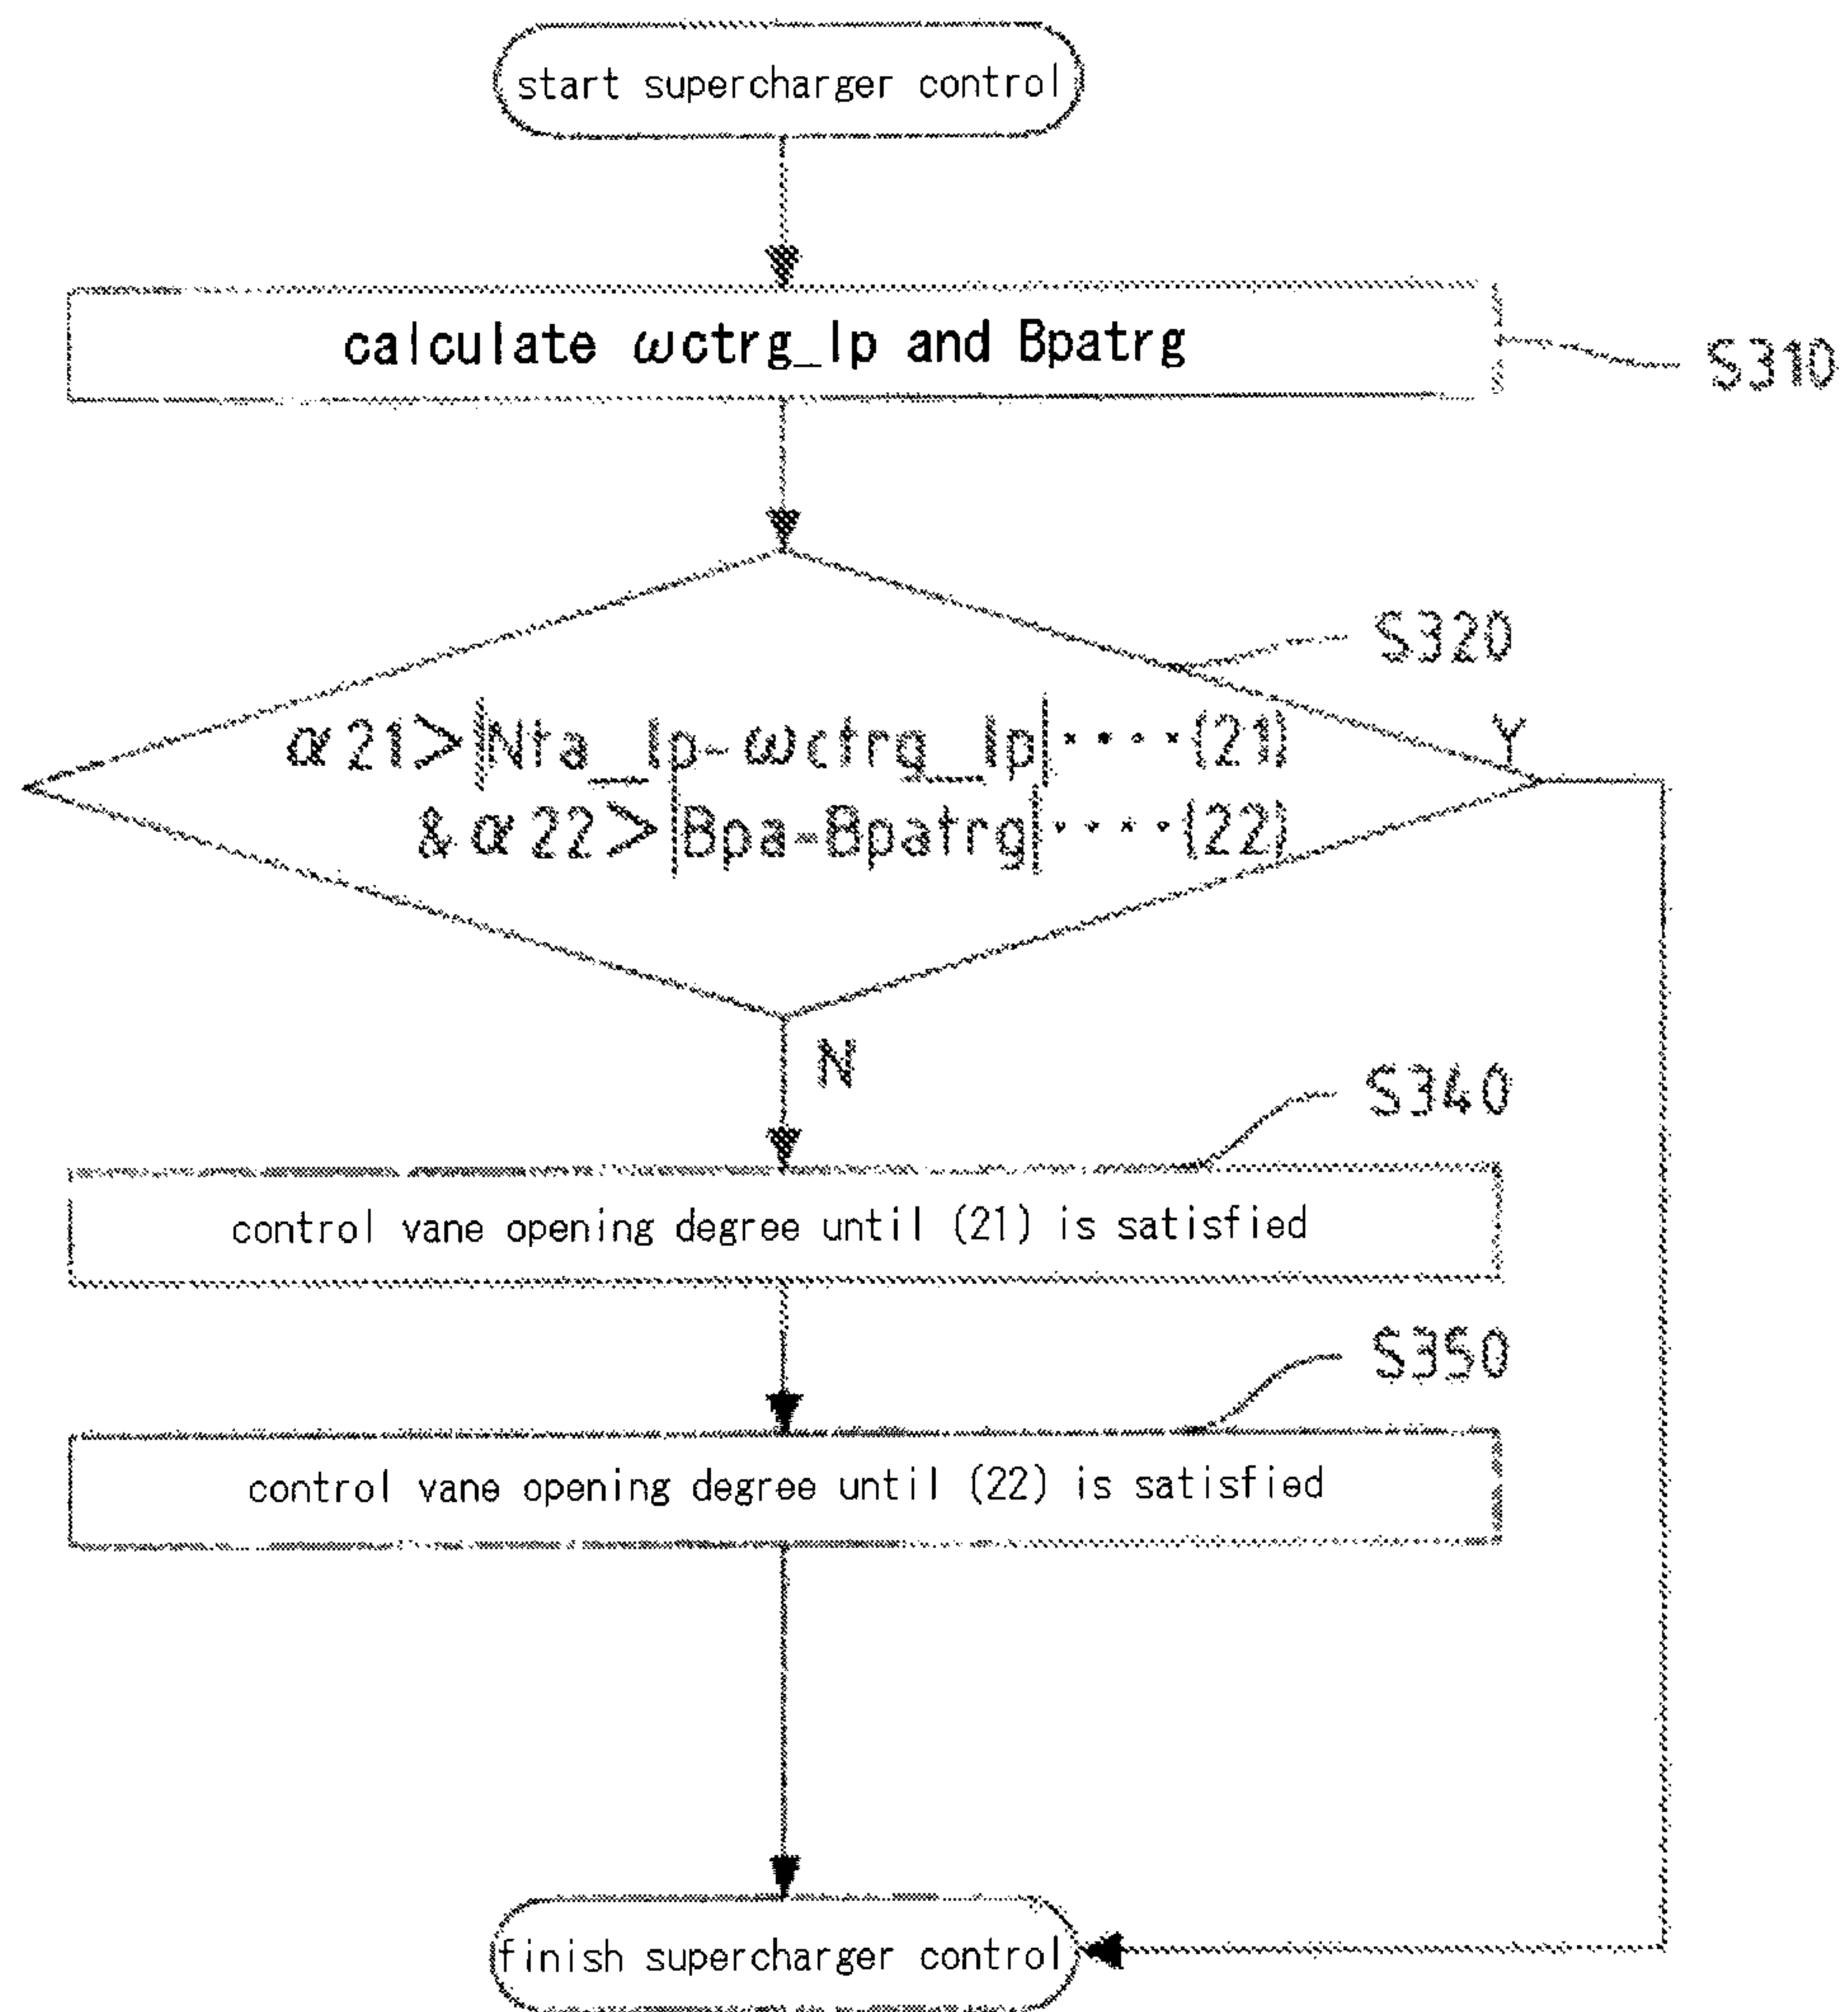 start supercharger control
calculate ωctrg_lp and Bpatrg
S310
S320
α21>|Nta_lp-ωctrg_lp|････(21)
&α22>|Bpa-Bpatrg|････(22)
Y
N
S340
control vane opening degree until (21) is satisfied
S350
control vane opening degree until (22) is satisfied
finish supercharger control